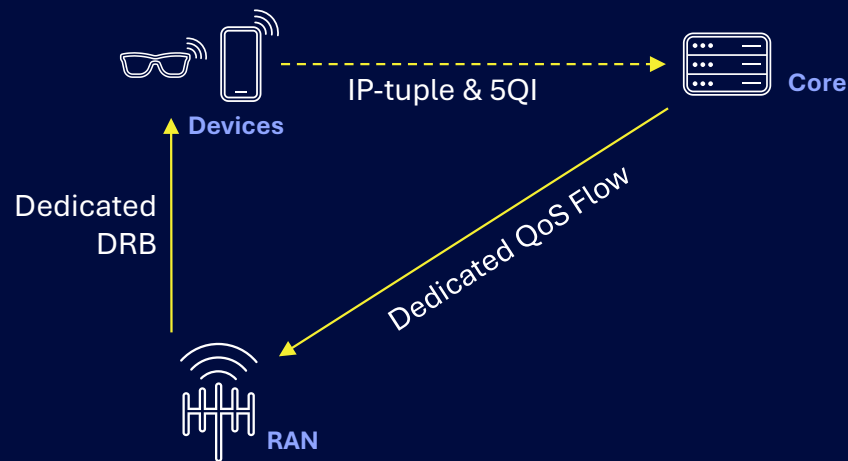 IP-tuple & 5QI
Core
Devices
Dedicated
DRB
Dedicated QoS Flow
RAN